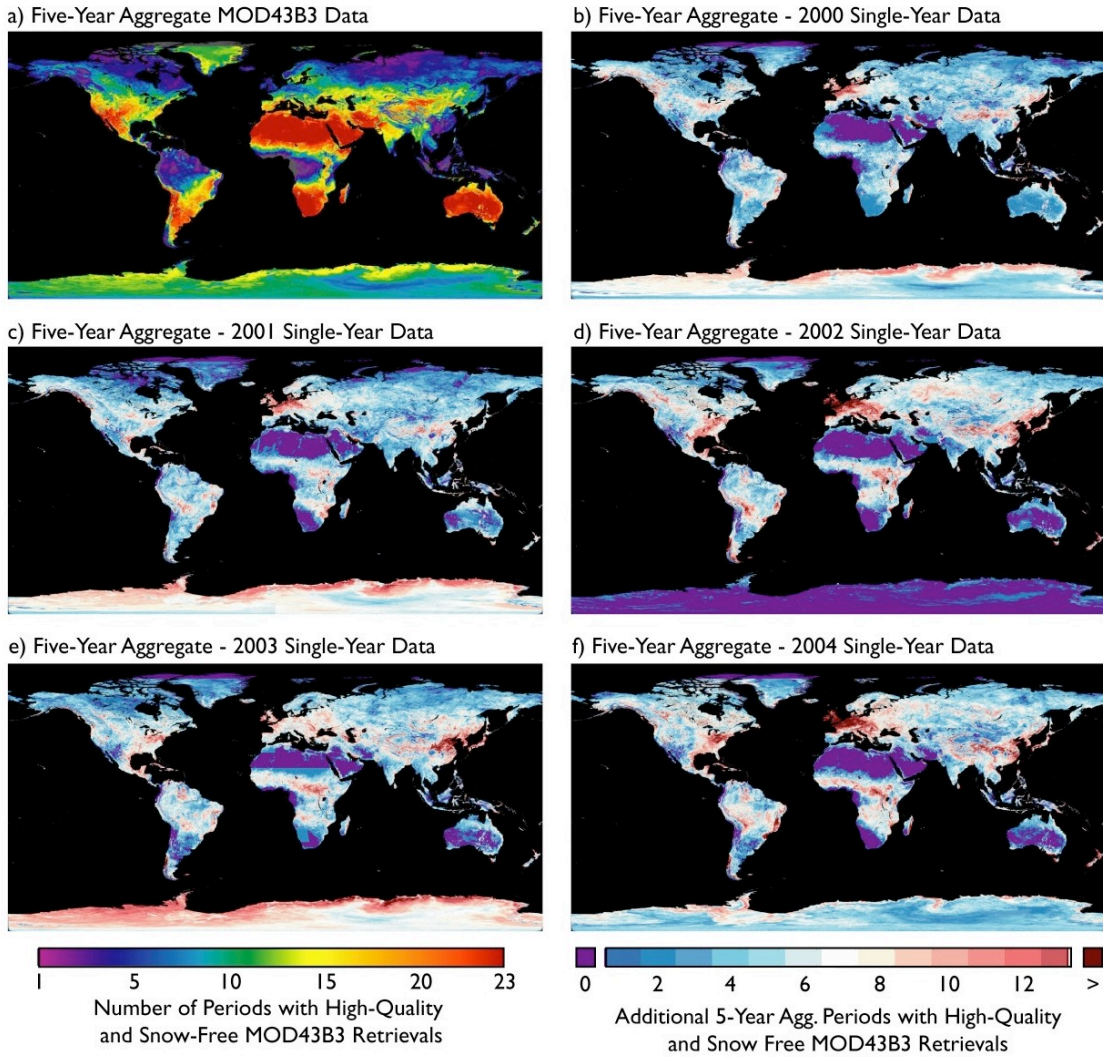 a) Five-Year Aggregate MOD43B3 Data
b) Five-Year Aggregate - 2000 Single-Year Data
c) Five-Year Aggregate - 2001 Single-Year Data
d) Five-Year Aggregate - 2002 Single-Year Data
e) Five-Year Aggregate - 2003 Single-Year Data
f) Five-Year Aggregate - 2004 Single-Year Data
1 5 10 15 20 23
Number of Periods with High-Quality
and Snow-Free MOD43B3 Retrievals
0 2 4 6 8 10 12 >
Additional 5-Year Agg. Periods with High-Quality
and Snow Free MOD43B3 Retrievals